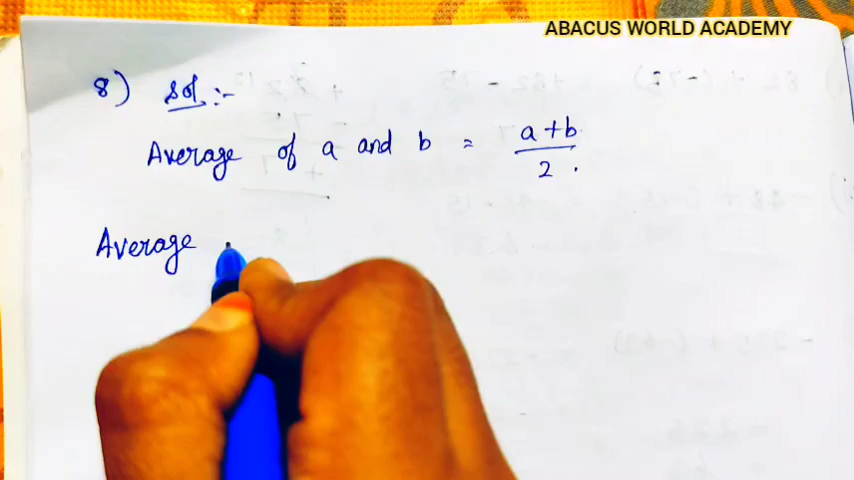 ABACUS WORLD ACADEMY
8) Sol :-
Average of a and b = a+b
2.
Average